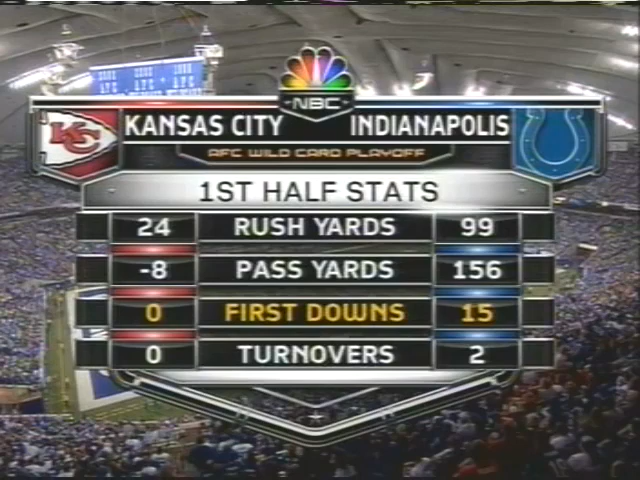 NBC
KC
KANSAS CITY INDIANAPOLIS
AFC WILD CARD PLAYOFF
1ST HALF STATS
24 RUSH YARDS 99
-8 PASS YARDS 156
0 FIRST DOWNS 15
0 TURNOVERS 2